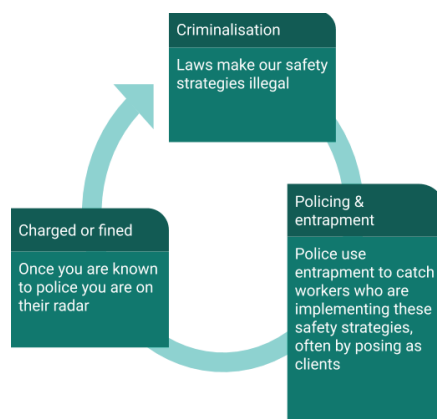 Criminalisation
Laws make our safety
strategies illegal
Policing &
entrapment
Police use
entrapment to catch
workers who are
implementing these
safety strategies,
often by posing as
clients
Charged or fined
Once you are known
to police you are on
their radar